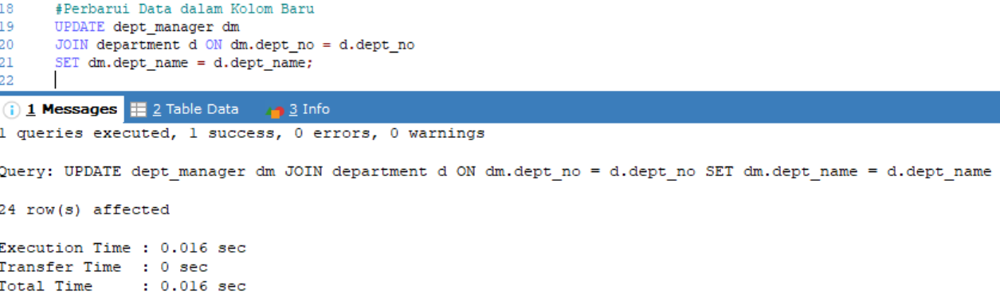 18 #Perbarui Data dalam Kolom Baru
19 UPDATE dept_manager dm
20 JOIN department d ON dm.dept_no = d.dept_no
21 SET dm.dept_name = d.dept_name;
22
1 Messages 2 Table Data 3 Info
1 queries executed, 1 success, 0 errors, 0 warnings
Query: UPDATE dept_manager dm JOIN department d ON dm.dept_no = d.dept_no SET dm.dept_name = d.dept_name
24 row(s) affected
Execution Time : 0.016 sec
Transfer Time : 0 sec
Total Time : 0.016 sec